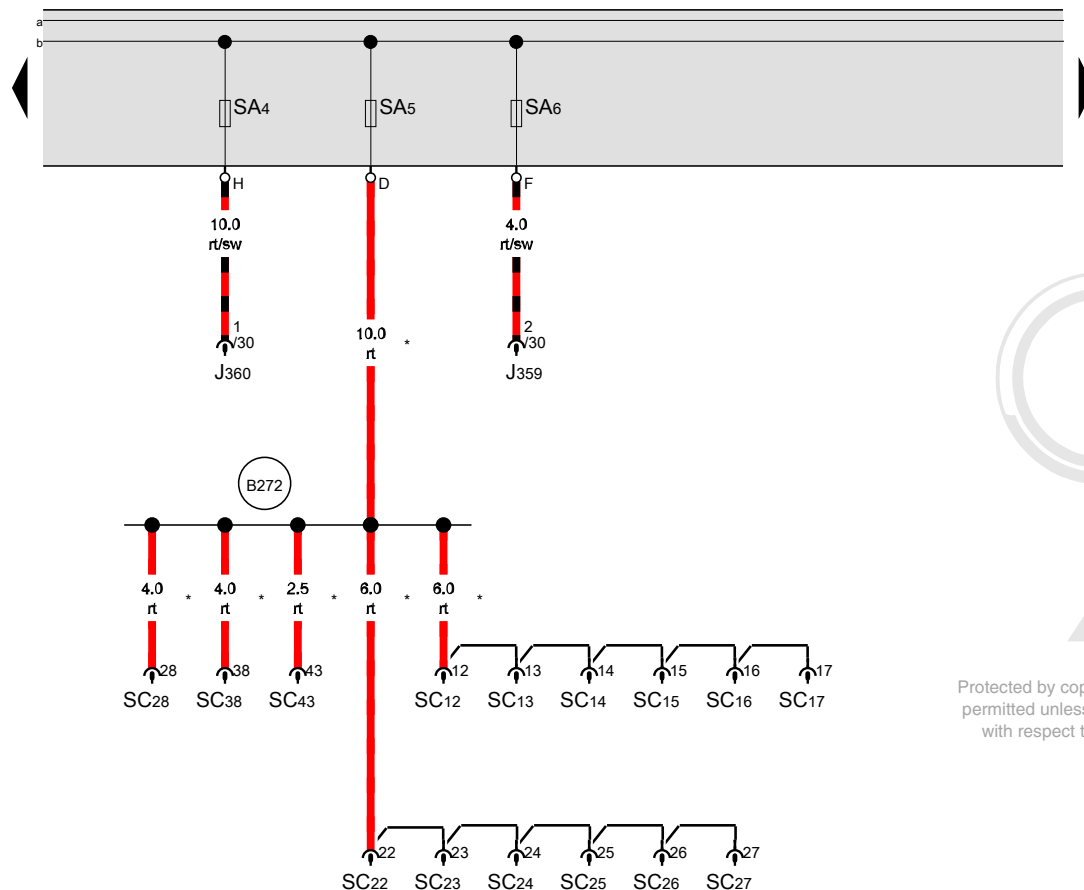 a
b
SA4 SA5 SA6
H D F
10.0 4.0
rt/sw rt/sw
1 2
/30 /30
J360 J359
10.0
rt *
B272
4.0 4.0 2.5 6.0 6.0
rt * rt * rt * rt * rt *
28 38 43 12 13 14 15 16 17
SC28 SC38 SC43 SC12 SC13 SC14 SC15 SC16 SC17
Protected by cop
permitted unless
with respect t
22 23 24 25 26 27
SC22 SC23 SC24 SC25 SC26 SC27